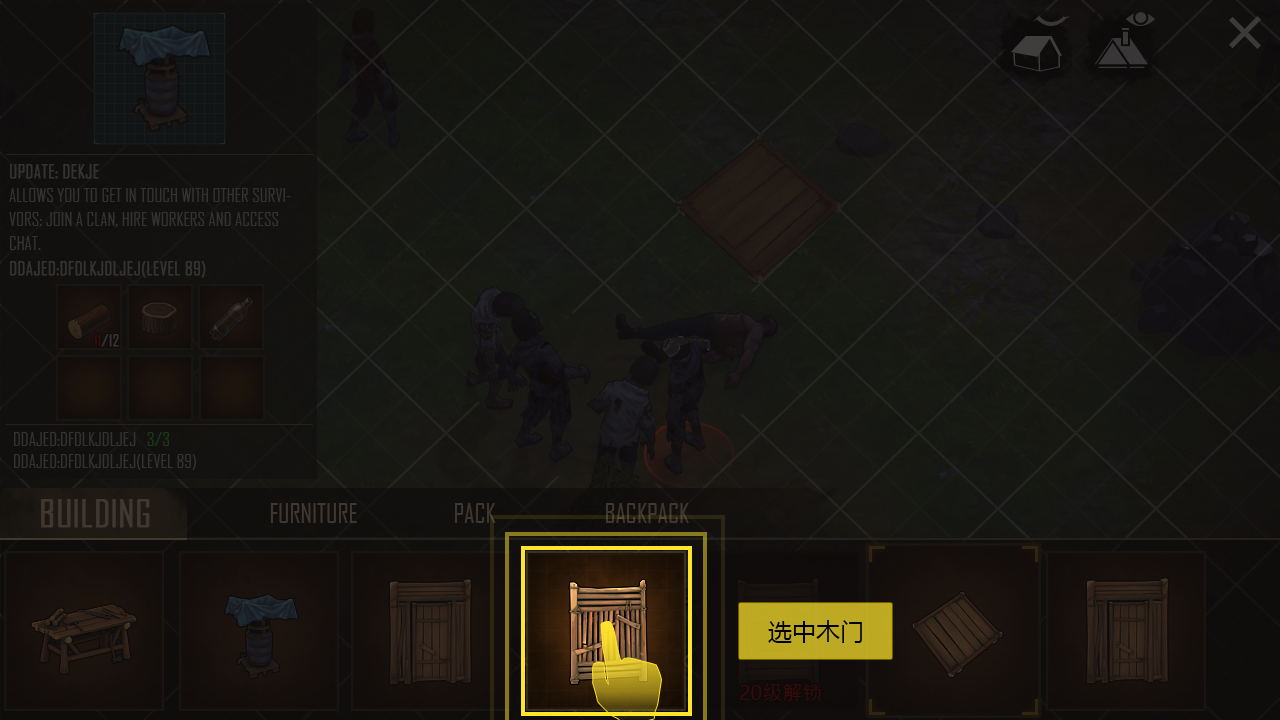 UPDATE: DEKJE
ALLOWS YOU TO GET IN TOUCH WITH OTHER SURVI-
VORS: JOIN A CLAN, HIRE WORKERS AND ACCESS
CHAT.
DDAJED:DFDLKJDLJEJ(LEVEL 89)
0/12
DDAJED:DFDLKJDLJEJ 3/3
DDAJED:DFDLKJDLJEJ(LEVEL 89)
BUILDING
FURNITURE
PACK
BACKPACK
选中木门
20级解锁